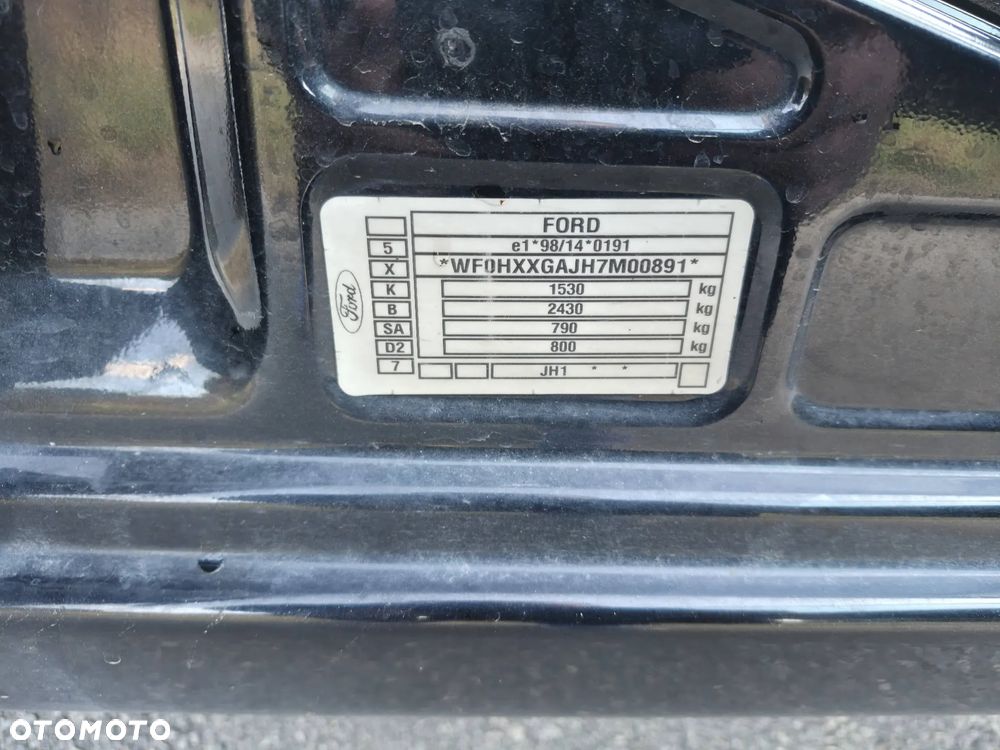 FORD
5 e1*98/14*0191
X *WF0HXXGAJH7M00891*
K 1530 kg
B 2430 kg
SA 790 kg
D2 800 kg
7 JH1 * *
Ford
OTOMOTO